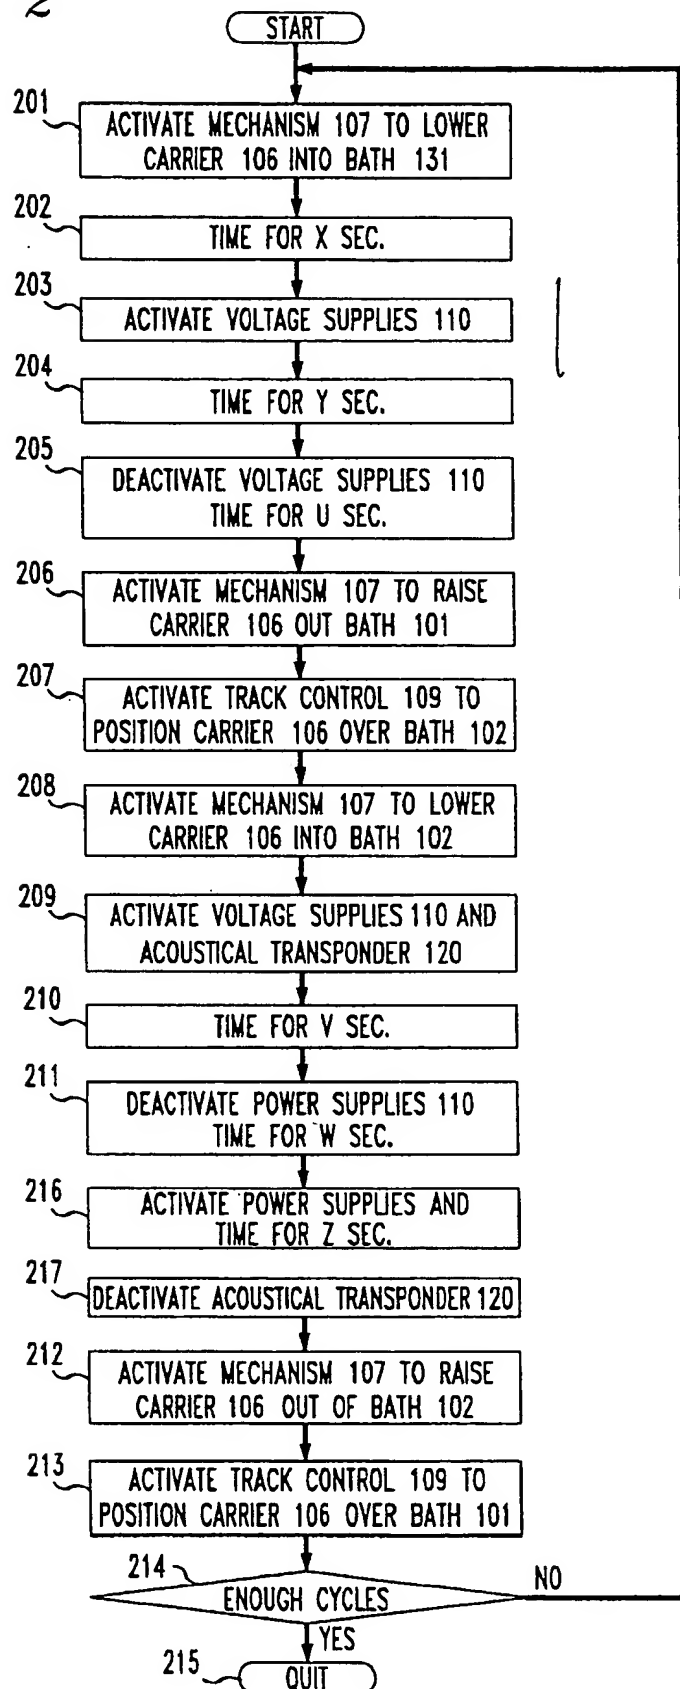 2
START
201
ACTIVATE MECHANISM 107 TO LOWER
CARRIER 106 INTO BATH 131
202
TIME FOR X SEC.
203
ACTIVATE VOLTAGE SUPPLIES 110
204
TIME FOR Y SEC.
205
DEACTIVATE VOLTAGE SUPPLIES 110
TIME FOR U SEC.
206
ACTIVATE MECHANISM 107 TO RAISE
CARRIER 106 OUT BATH 101
207
ACTIVATE TRACK CONTROL 109 TO
POSITION CARRIER 106 OVER BATH 102
208
ACTIVATE MECHANISM 107 TO LOWER
CARRIER 106 INTO BATH 102
209
ACTIVATE VOLTAGE SUPPLIES 110 AND
ACOUSTICAL TRANSPONDER 120
210
TIME FOR V SEC.
211
DEACTIVATE POWER SUPPLIES 110
TIME FOR W SEC.
216
ACTIVATE POWER SUPPLIES AND
TIME FOR Z SEC.
217
DEACTIVATE ACOUSTICAL TRANSPONDER 120
212
ACTIVATE MECHANISM 107 TO RAISE
CARRIER 106 OUT OF BATH 102
213
ACTIVATE TRACK CONTROL 109 TO
POSITION CARRIER 106 OVER BATH 101
214
ENOUGH CYCLES
NO
YES
215
QUIT